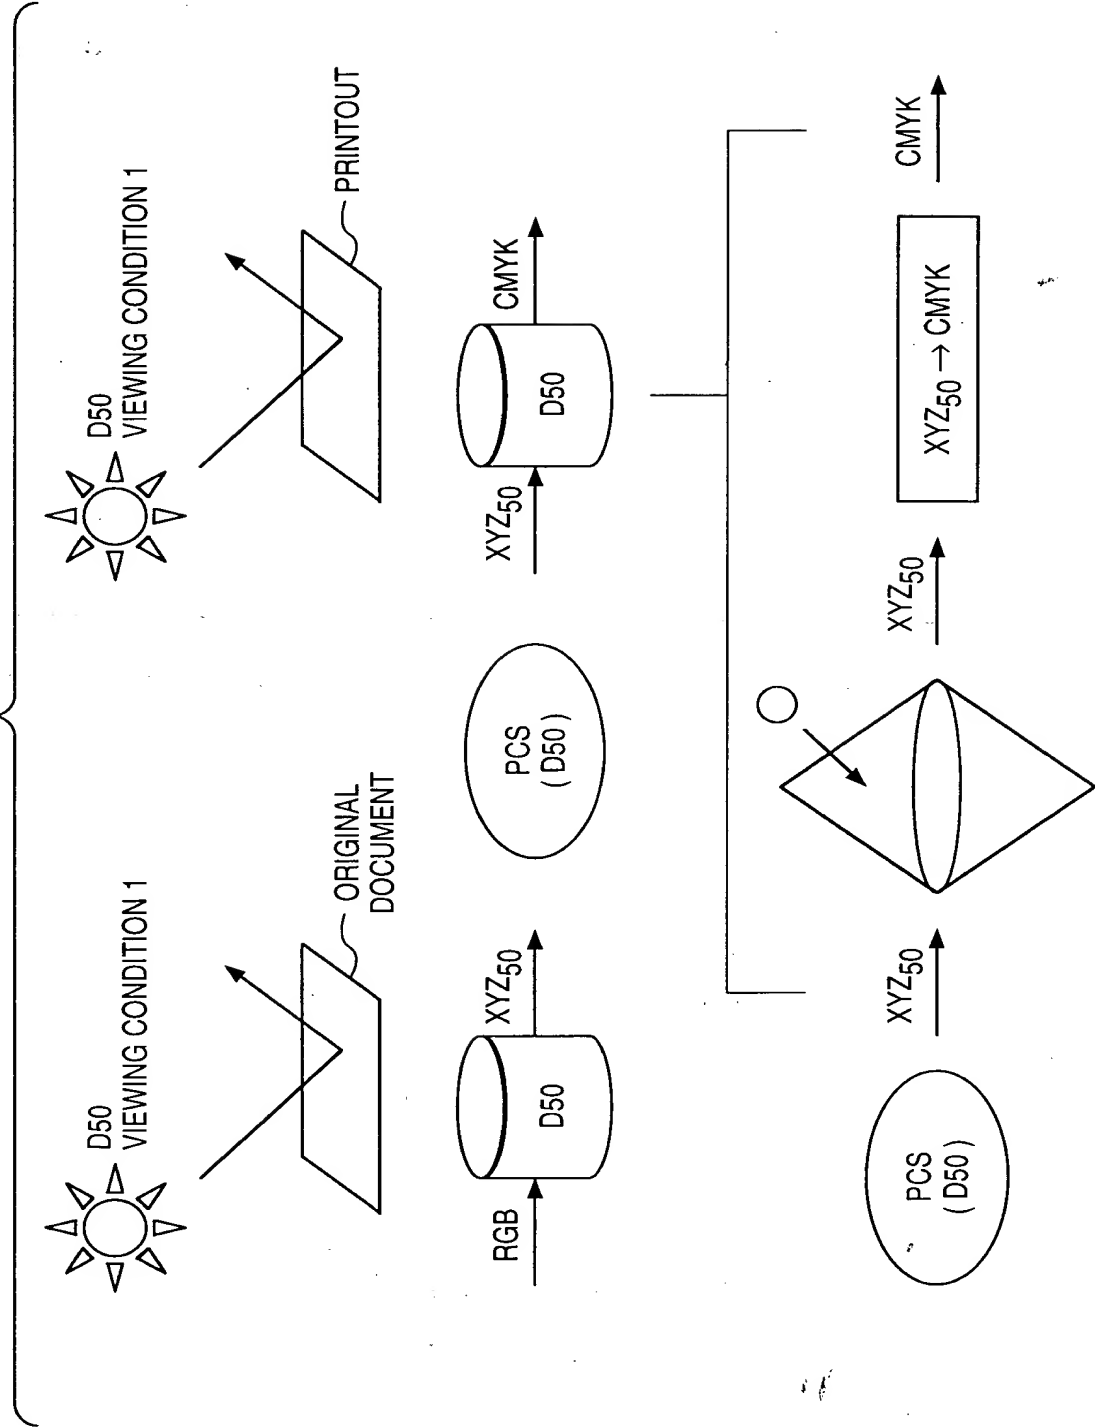 D50
VIEWING CONDITION 1
D50
VIEWING CONDITION 1
ORIGINAL
DOCUMENT
PRINTOUT
RGB
D50
XYZ50
PCS
(D50)
XYZ50
D50
CMYK
PCS
(D50)
XYZ50
XYZ50
XYZ50 → CMYK
CMYK